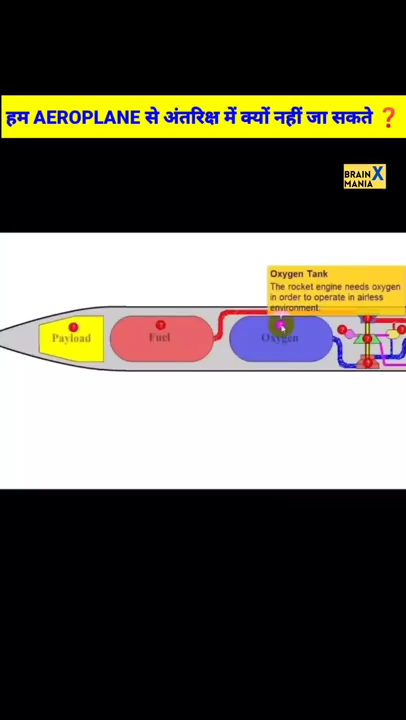 हम AEROPLANE से अंतरिक्ष में क्यों नहीं जा सकते ❓
BRAIN X
MANIA
Oxygen Tank
The rocket engine needs oxygen
in order to operate in airless
environment.
Payload
Fuel
Oxygen